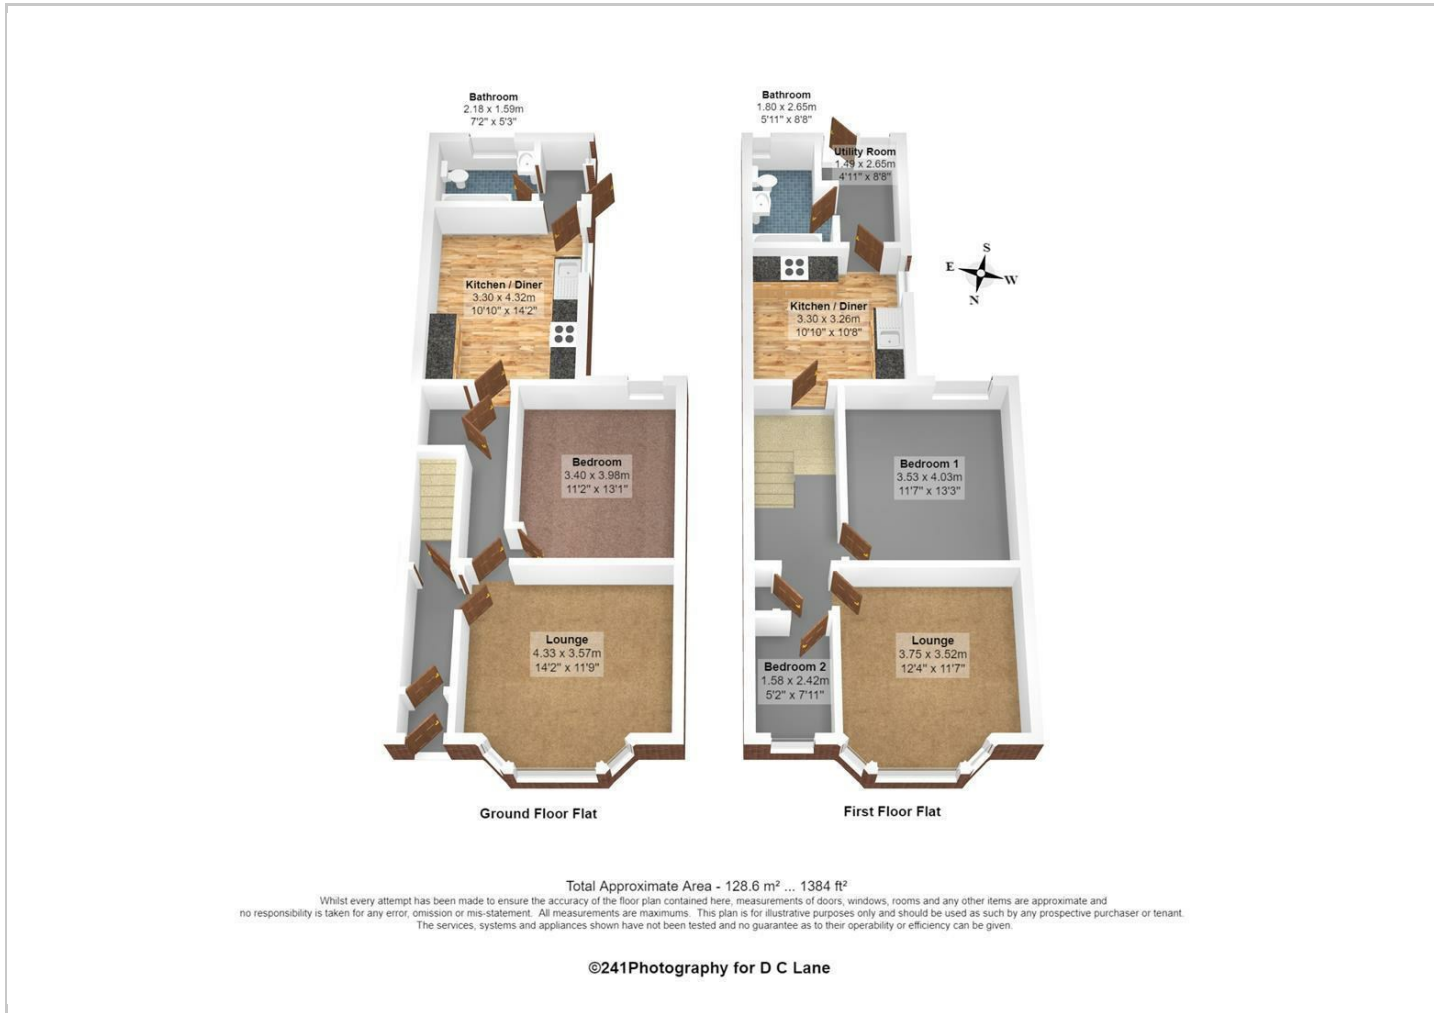 Bathroom
2.18 x 1.59m
7'2" x 5'3"
Kitchen / Diner
3.30 x 4.32m
10'10" x 14'2"
Bedroom
3.40 x 3.98m
11'2" x 13'1"
Lounge
4.33 x 3.57m
14'2" x 11'9"
Ground Floor Flat
Bathroom
1.80 x 2.65m
5'11" x 8'8"
Utility Room
1.49 x 2.65m
4'11" x 8'8"
Kitchen / Diner
3.30 x 3.26m
10'10" x 10'8"
Bedroom 1
3.53 x 4.03m
11'7" x 13'3"
Lounge
3.75 x 3.52m
12'4" x 11'7"
Bedroom 2
1.58 x 2.42m
5'2" x 7'11"
First Floor Flat
S
E
W
N
Total Approximate Area - 128.6 m² ... 1384 ft²
Whilst every attempt has been made to ensure the accuracy of the floor plan contained here, measurements of doors, windows, rooms and any other items are approximate and
no responsibility is taken for any error, omission or mis-statement. All measurements are maximums. This plan is for illustrative purposes only and should be used as such by any prospective purchaser or tenant.
The services, systems and appliances shown have not been tested and no guarantee as to their operability or efficiency can be given.
©241Photography for D C Lane